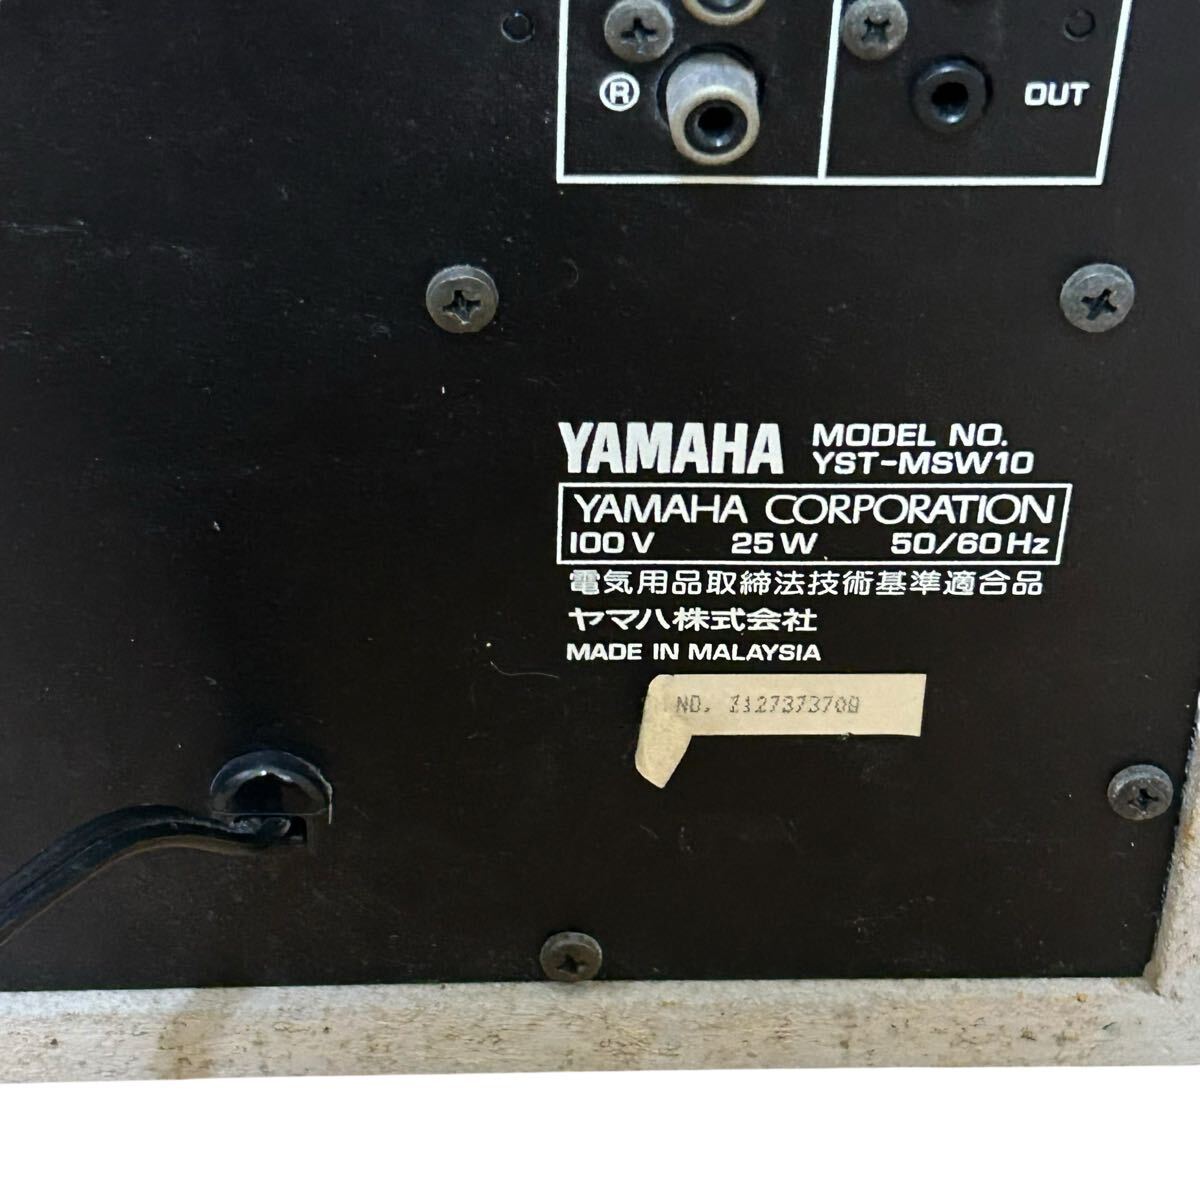 Ⓡ
OUT
YAMAHA MODEL NO.
YST-MSW10
YAMAHA CORPORATION
100V 25W 50/60Hz
電気用品取締法技術基準適合品
ヤマハ株式会社
MADE IN MALAYSIA
NO.